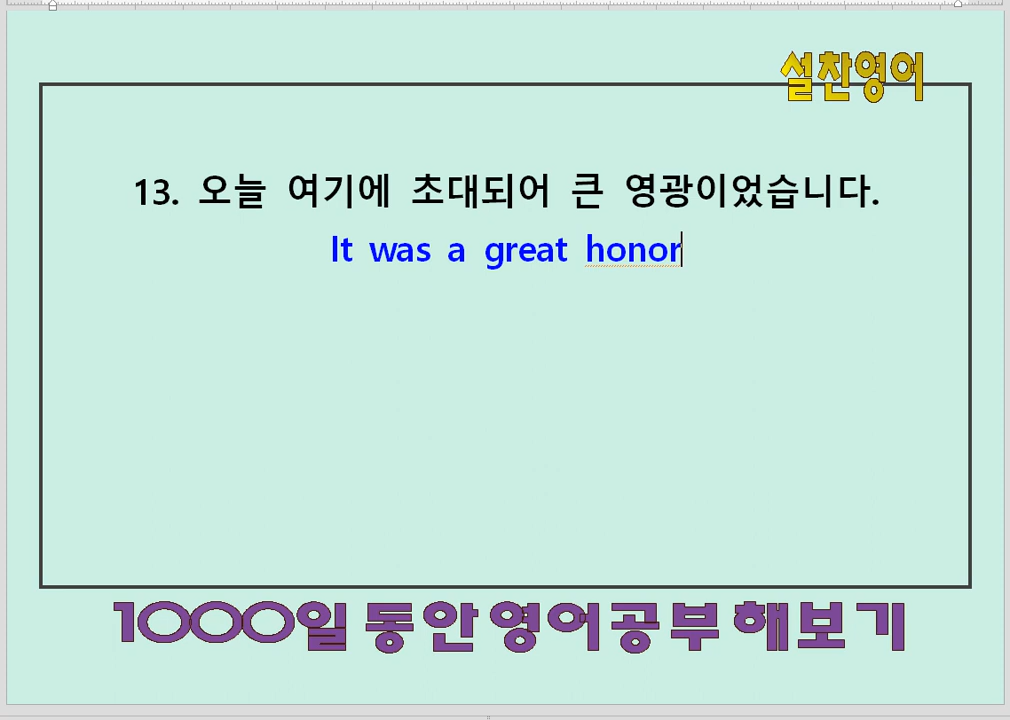 설찬영어
13. 오늘 여기에 초대되어 큰 영광이었습니다.
It was a great honor
1000일 동안 영어공부 해보기